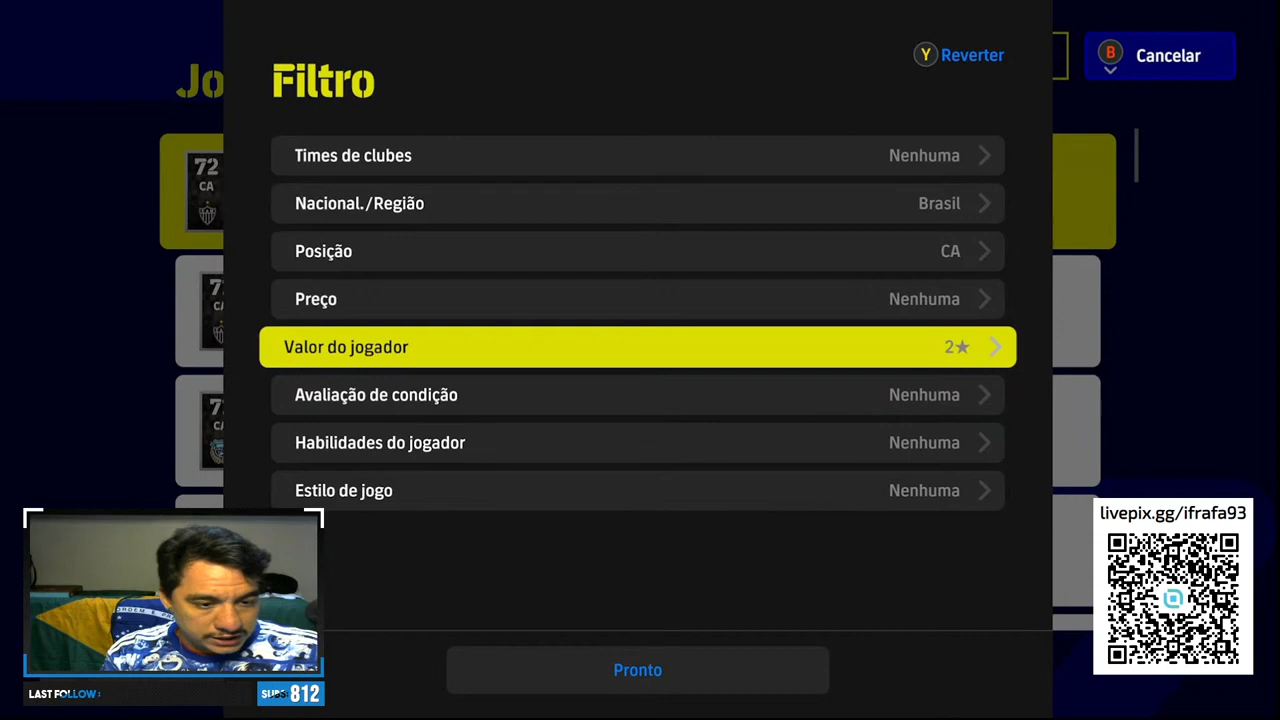 Jo
Filtro
Y Reverter
B Cancelar
Times de clubes Nenhuma
Nacional./Região Brasil
Posição CA
Preço Nenhuma
Valor do jogador 2★
Avaliação de condição Nenhuma
Habilidades do jogador Nenhuma
Estilo de jogo Nenhuma
Pronto
72
CA
livepix.gg/ifrafa93
LAST FOLLOW:
SUBS: 812